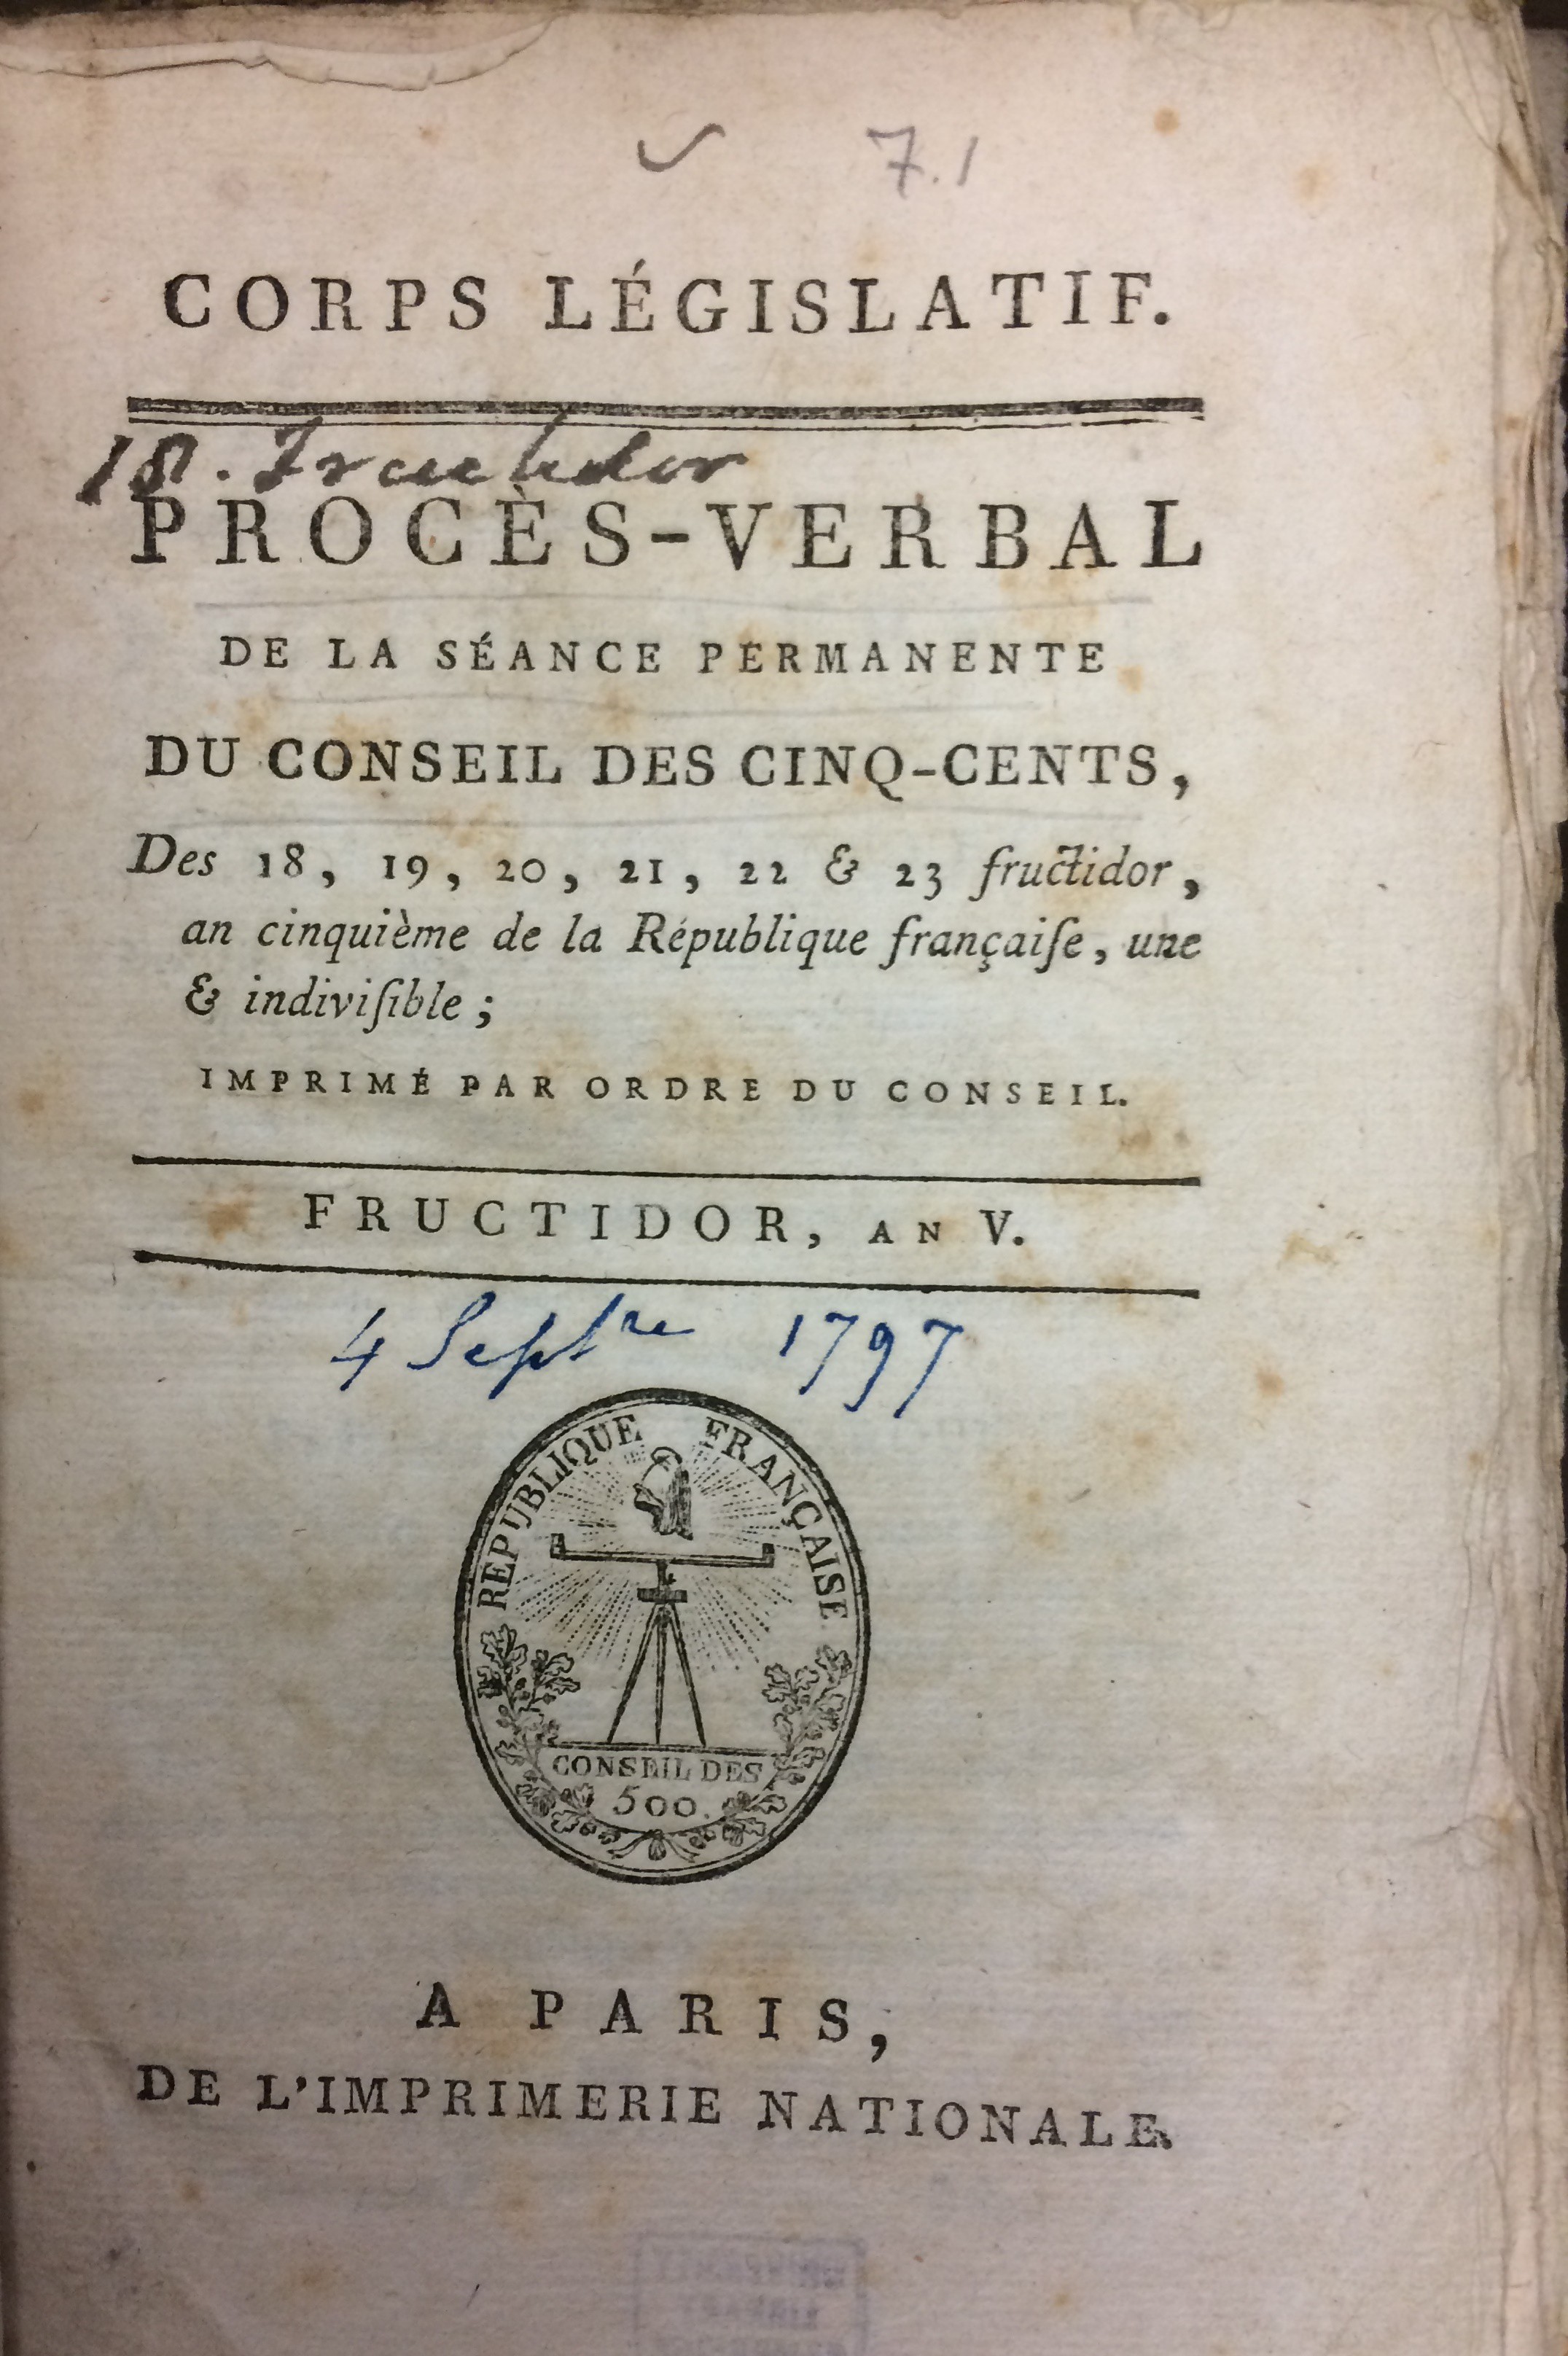 7.1
CORPS LÉGISLATIF.
18. Fructidor
PROCÈS-VERBAL
DE LA SÉANCE PERMANENTE
DU CONSEIL DES CINQ-CENTS,
Des 18, 19, 20, 21, 22 & 23 fructidor,
an cinquième de la République françaiſe, une
& indiviſible ;
IMPRIMÉ PAR ORDRE DU CONSEIL.
FRUCTIDOR, AN V.
4 Septre 1797
REPUBLIQUE FRANÇAISE
CONSEIL DES
500.
A PARIS,
DE L'IMPRIMERIE NATIONALE.